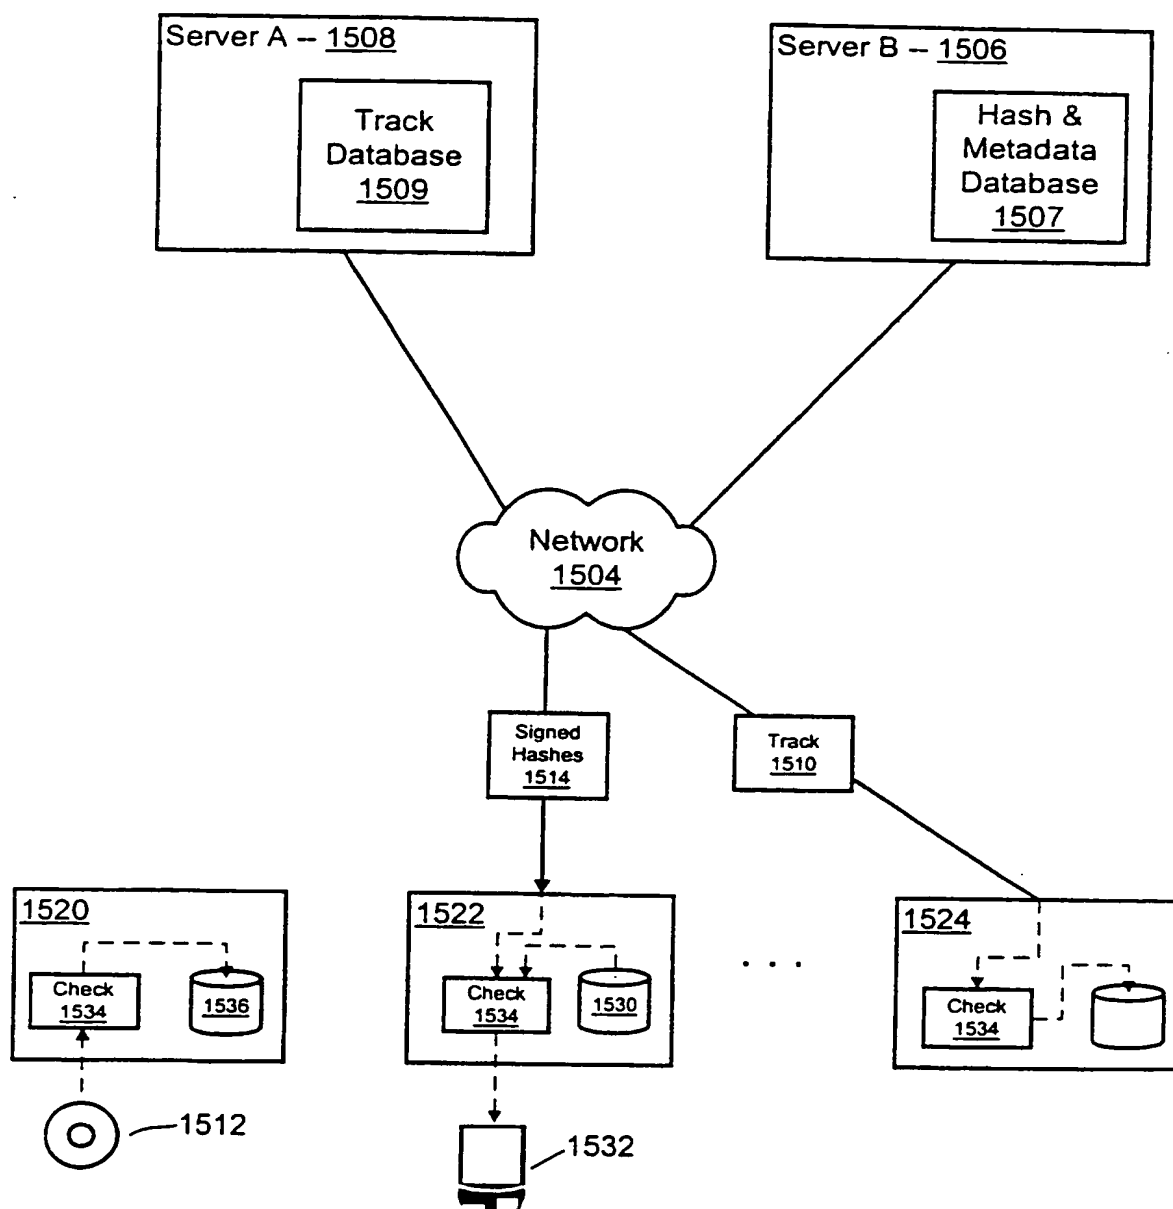 Server A -- 1508
Track
Database
1509
Server B -- 1506
Hash &
Metadata
Database
1507
Network
1504
Signed
Hashes
1514
Track
1510
1520
Check
1534
1536
1512
1522
Check
1534
1530
1532
. . .
1524
Check
1534